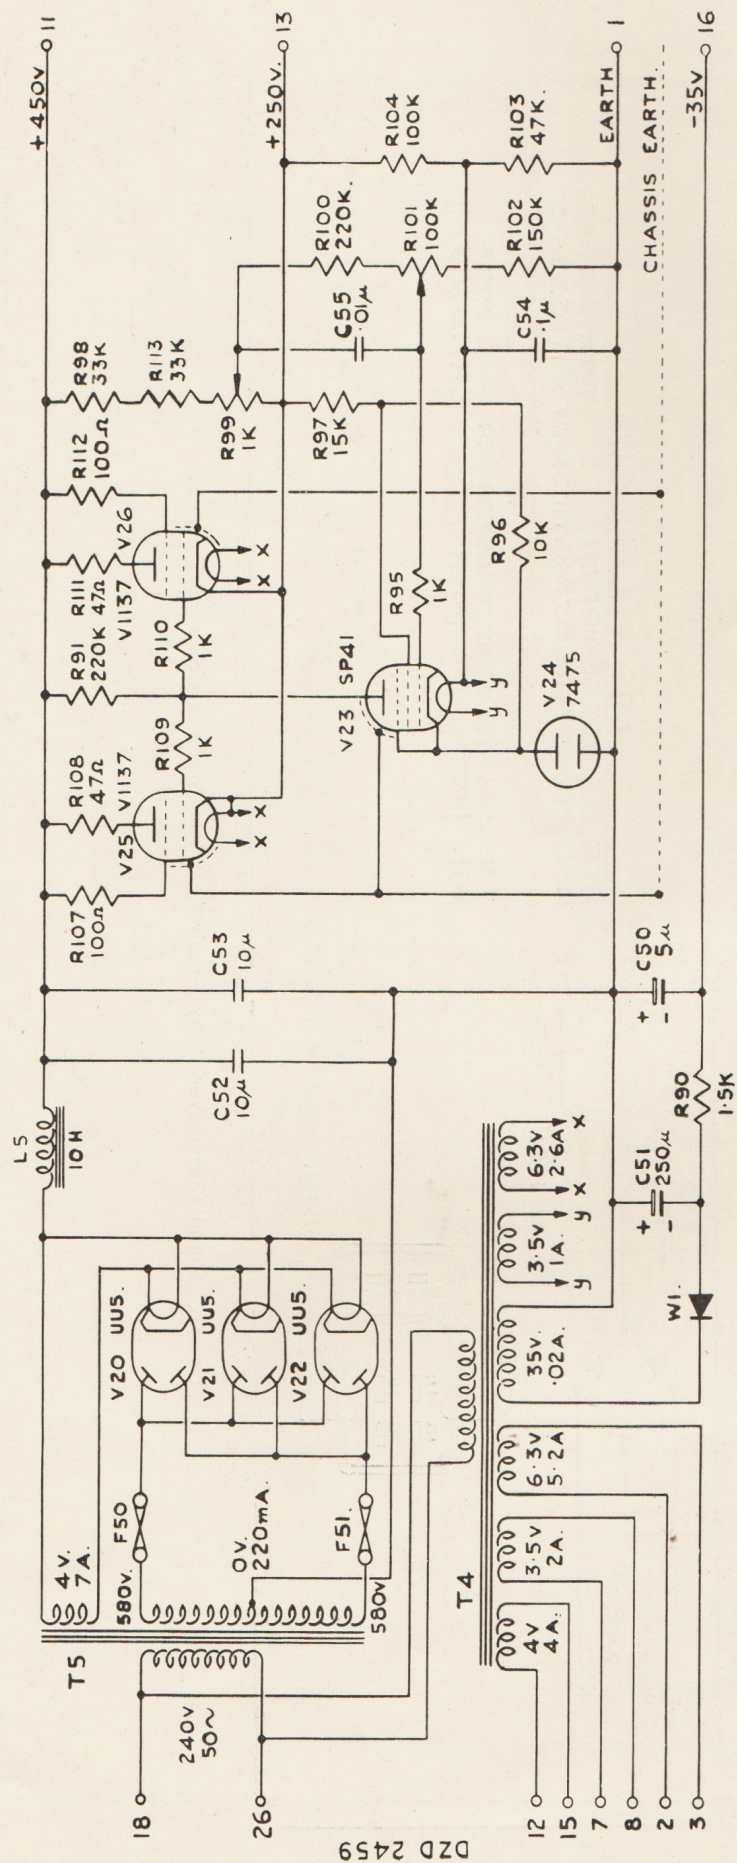 +450V
11
+250V.
13
EARTH
1
CHASSIS EARTH.
-35V
16
R98
33K
R113
33K
R99
1K
R97
15K
R100
220K.
R101
100K
R102
150K
R104
100K
R103
47K.
C55
·01μ
C54
·1μ
R112
100Ω
V26
R111
47Ω
V1137
R91
220K
R110
1K
R109
1K
R108
47Ω
V1137
V25
R107
100Ω
X
X
X
X
R96
10K
R95
1K
SP41
V23
y
y
V24
7475
C53
10μ
C52
10μ
C50
5μ
+
-
L5
10H
R90
1·5K
C51
250μ
+
-
W1.
V20
UU5.
V21
UU5.
V22
UU5.
F50
F51.
4V.
7A.
580V.
0V.
220mA.
580V
T5
240V
50~
18
26
T4
6·3V
2·6A
X
X
3·5V
1A.
y
y
35V.
·02A.
6·3V
5·2A
3·5V
2A.
4V
4A.
12
15
7
8
2
3
DZD 2459